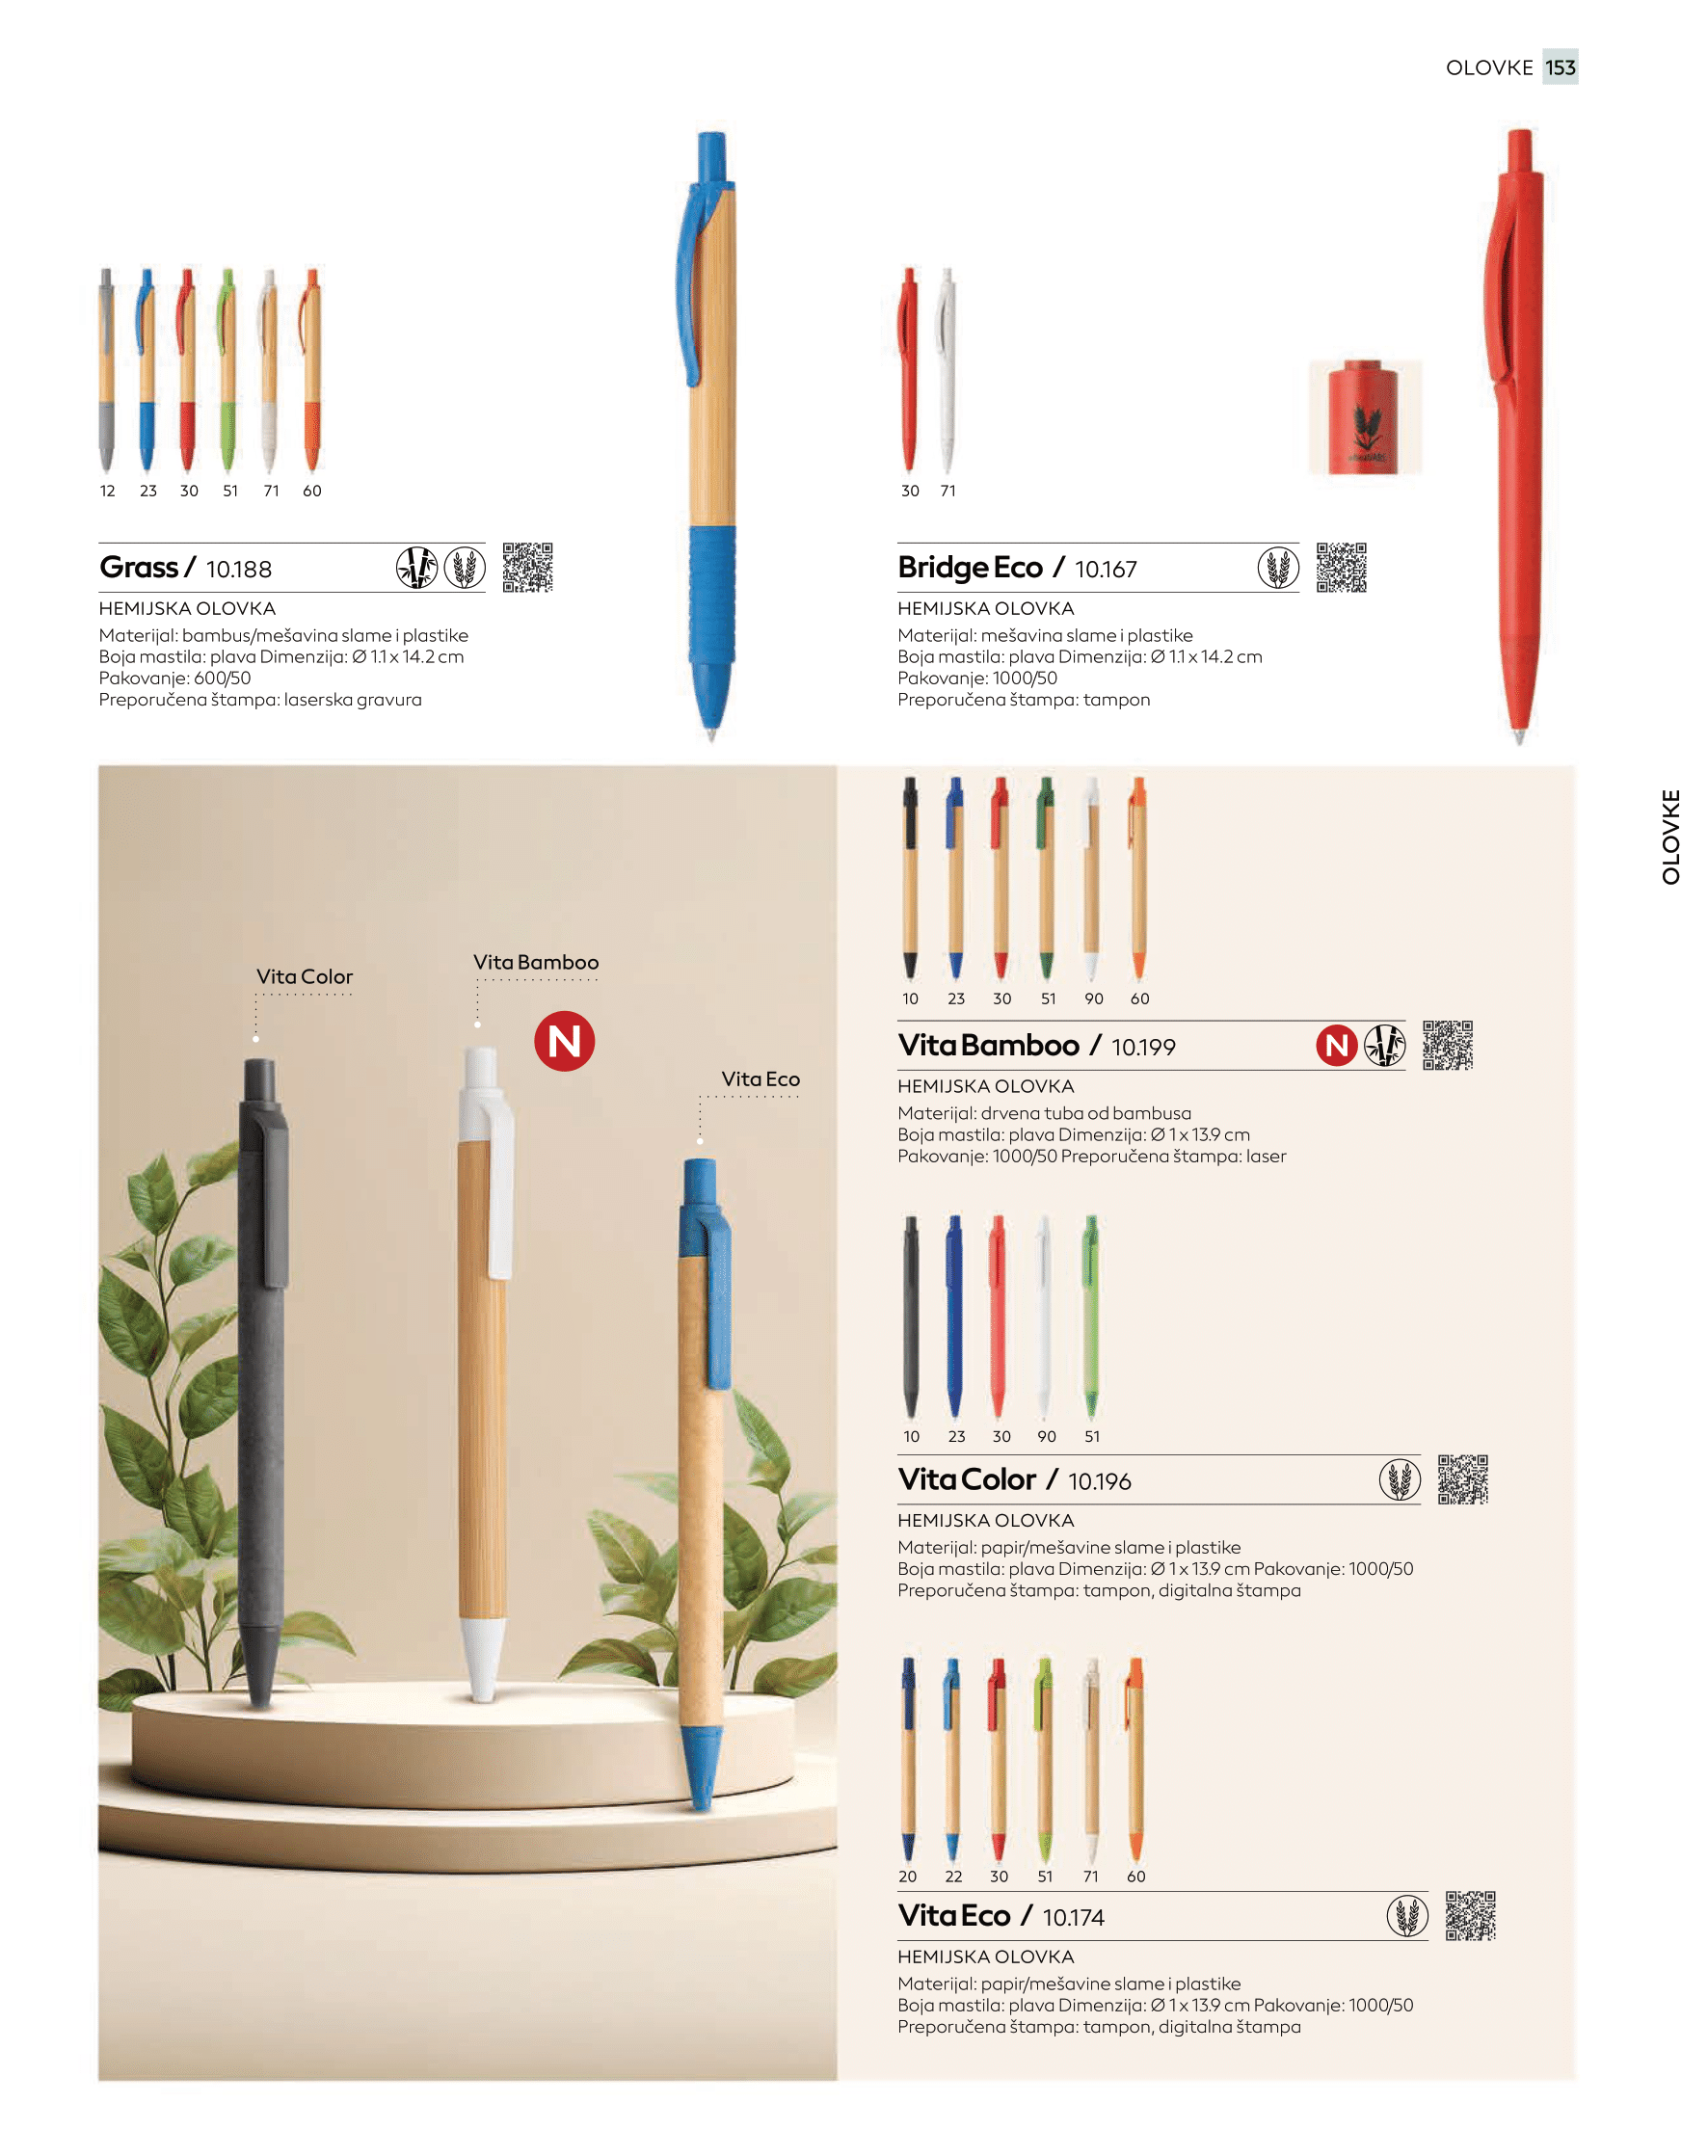 OLOVKE 153
12 23 30 51 71 60
Grass / 10.188
HEMIJSKA OLOVKA
Materijal: bambus/mešavina slame i plastike
Boja mastila: plava Dimenzija: Ø 1.1 x 14.2 cm
Pakovanje: 600/50
Preporučena štampa: laserska gravura
30 71
Bridge Eco / 10.167
HEMIJSKA OLOVKA
Materijal: mešavina slame i plastike
Boja mastila: plava Dimenzija: Ø 1.1 x 14.2 cm
Pakovanje: 1000/50
Preporučena štampa: tampon
OLOVKE
Vita Color
Vita Bamboo
N
Vita Eco
10 23 30 51 90 60
Vita Bamboo / 10.199
N
HEMIJSKA OLOVKA
Materijal: drvena tuba od bambusa
Boja mastila: plava Dimenzija: Ø 1 x 13.9 cm
Pakovanje: 1000/50 Preporučena štampa: laser
10 23 30 90 51
Vita Color / 10.196
HEMIJSKA OLOVKA
Materijal: papir/mešavine slame i plastike
Boja mastila: plava Dimenzija: Ø 1 x 13.9 cm Pakovanje: 1000/50
Preporučena štampa: tampon, digitalna štampa
20 22 30 51 71 60
Vita Eco / 10.174
HEMIJSKA OLOVKA
Materijal: papir/mešavine slame i plastike
Boja mastila: plava Dimenzija: Ø 1 x 13.9 cm Pakovanje: 1000/50
Preporučena štampa: tampon, digitalna štampa